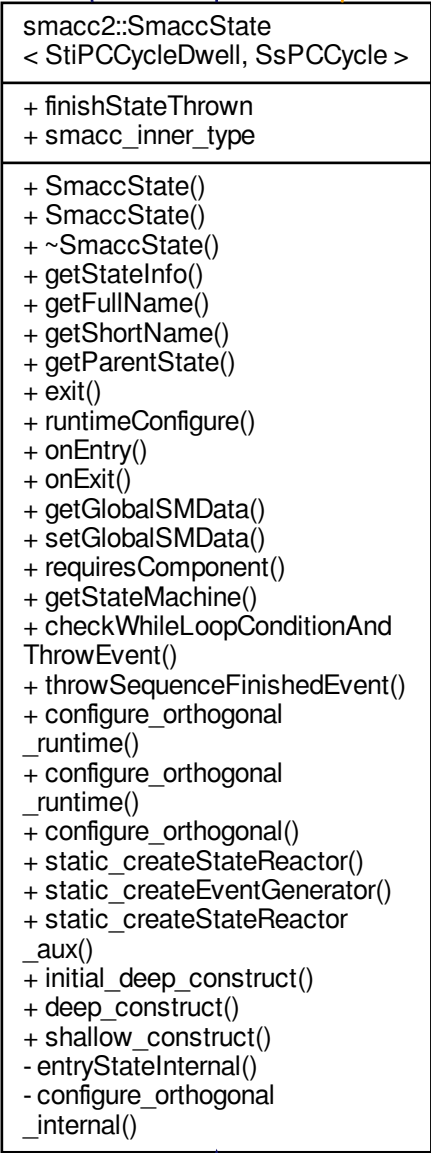 smacc2::SmaccState
< StiPCCycleDwell, SsPCCycle >
+ finishStateThrown
+ smacc_inner_type
+ SmaccState()
+ SmaccState()
+ ~SmaccState()
+ getStateInfo()
+ getFullName()
+ getShortName()
+ getParentState()
+ exit()
+ runtimeConfigure()
+ onEntry()
+ onExit()
+ getGlobalSMData()
+ setGlobalSMData()
+ requiresComponent()
+ getStateMachine()
+ checkWhileLoopConditionAnd
ThrowEvent()
+ throwSequenceFinishedEvent()
+ configure_orthogonal
_runtime()
+ configure_orthogonal
_runtime()
+ configure_orthogonal()
+ static_createStateReactor()
+ static_createEventGenerator()
+ static_createStateReactor
_aux()
+ initial_deep_construct()
+ deep_construct()
+ shallow_construct()
- entryStateInternal()
- configure_orthogonal
_internal()